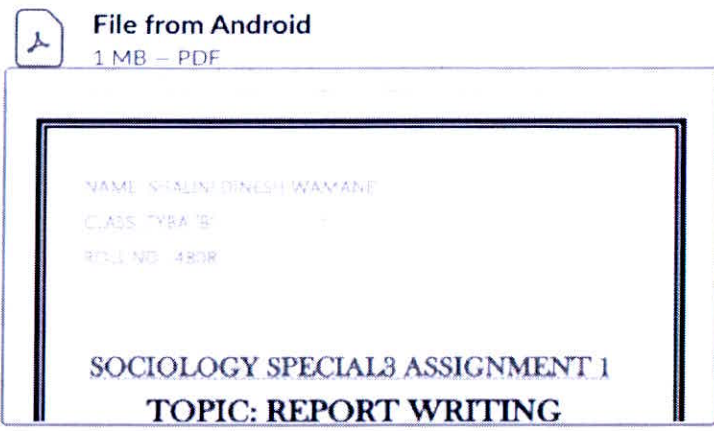 File from Android
1 MB — PDF
NAME: SHALINI DINESH WAMANE
CLASS: TYBA 'B'
ROLL NO: 480R
SOCIOLOGY SPECIAL3 ASSIGNMENT 1
TOPIC: REPORT WRITING